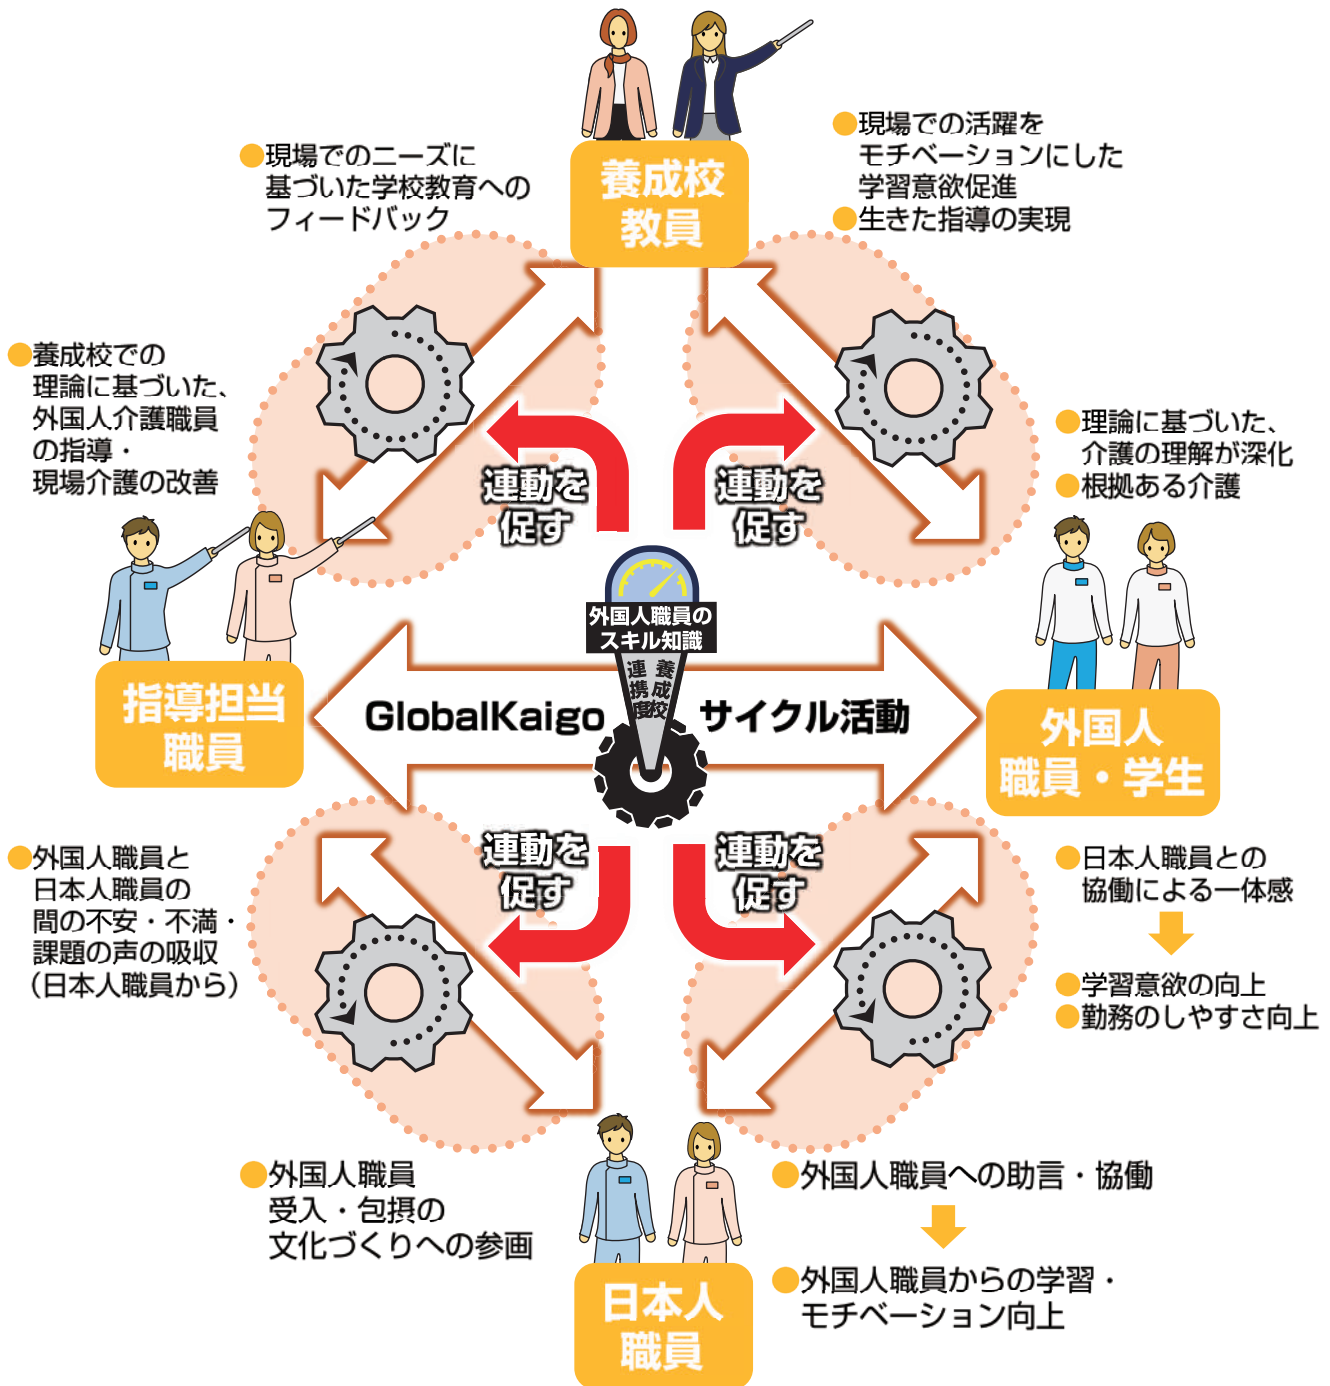 養成校
教員
●現場でのニーズに
基づいた学校教育への
フィードバック
●現場での活躍を
モチベーションにした
学習意欲促進
●生きた指導の実現
●養成校での
理論に基づいた、
外国人介護職員
の指導・
現場介護の改善
●理論に基づいた、
介護の理解が深化
●根拠ある介護
連動を
促す
連動を
促す
外国人職員の
スキル知識
養成校
連携度
指導担当
職員
GlobalKaigo サイクル活動
外国人
職員・学生
連動を
促す
連動を
促す
●外国人職員と
日本人職員の
間の不安・不満・
課題の声の吸収
（日本人職員から）
●日本人職員との
協働による一体感
●学習意欲の向上
●勤務のしやすさ向上
●外国人職員
受入・包摂の
文化づくりへの参画
●外国人職員への助言・協働
●外国人職員からの学習・
モチベーション向上
日本人
職員